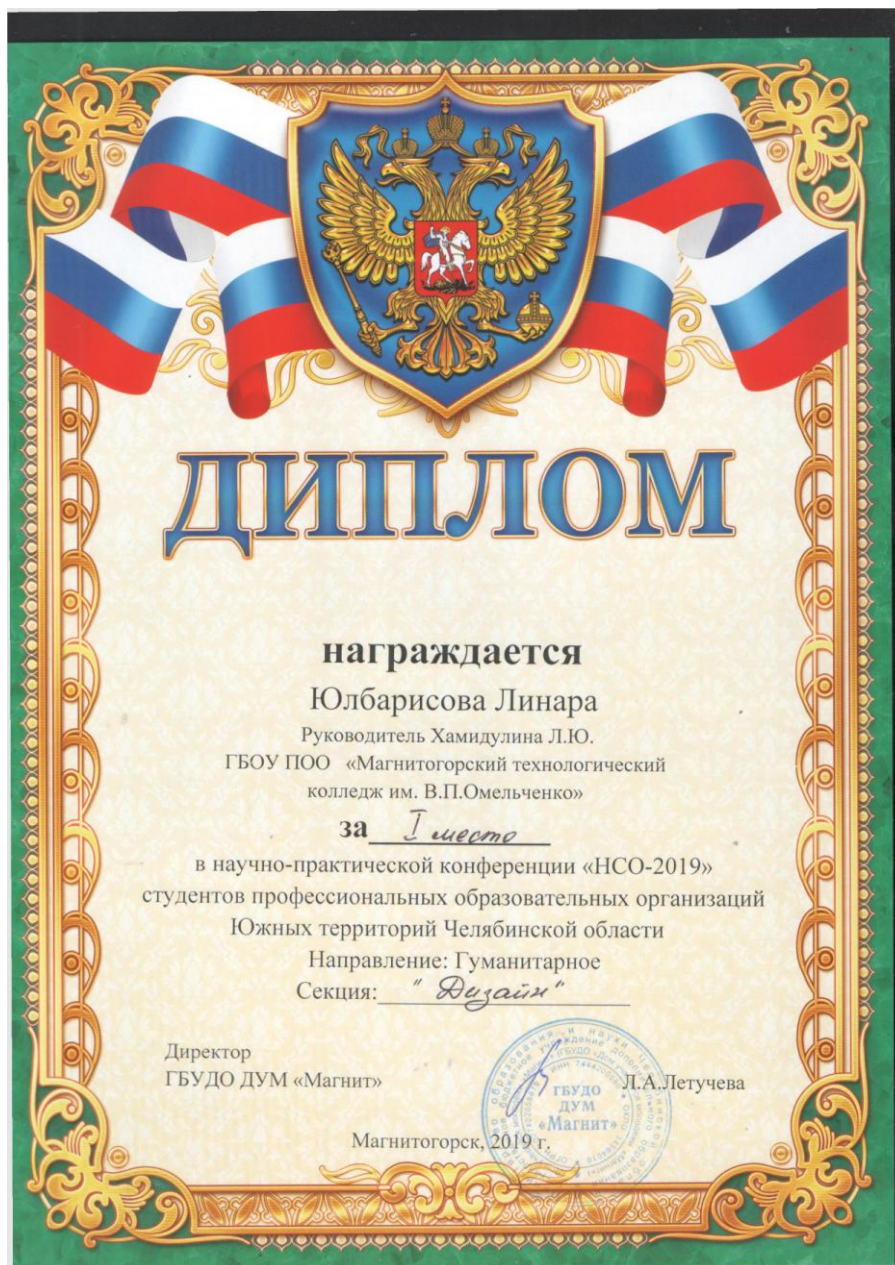 ДИПЛОМ
награждается
Юлбарисова Линара
Руководитель Хамидулина Л.Ю.
ГБОУ ПОО «Магнитогорский технологический
колледж им. В.П.Омельченко»
за I место
в научно-практической конференции «НСО-2019»
студентов профессиональных образовательных организаций
Южных территорий Челябинской области
Направление: Гуманитарное
Секция: "Дизайн"
Директор
ГБУДО ДУМ «Магнит» Л.А.Летучева
ГБУДО
ДУМ
«Магнит»
Магнитогорск, 2019 г.